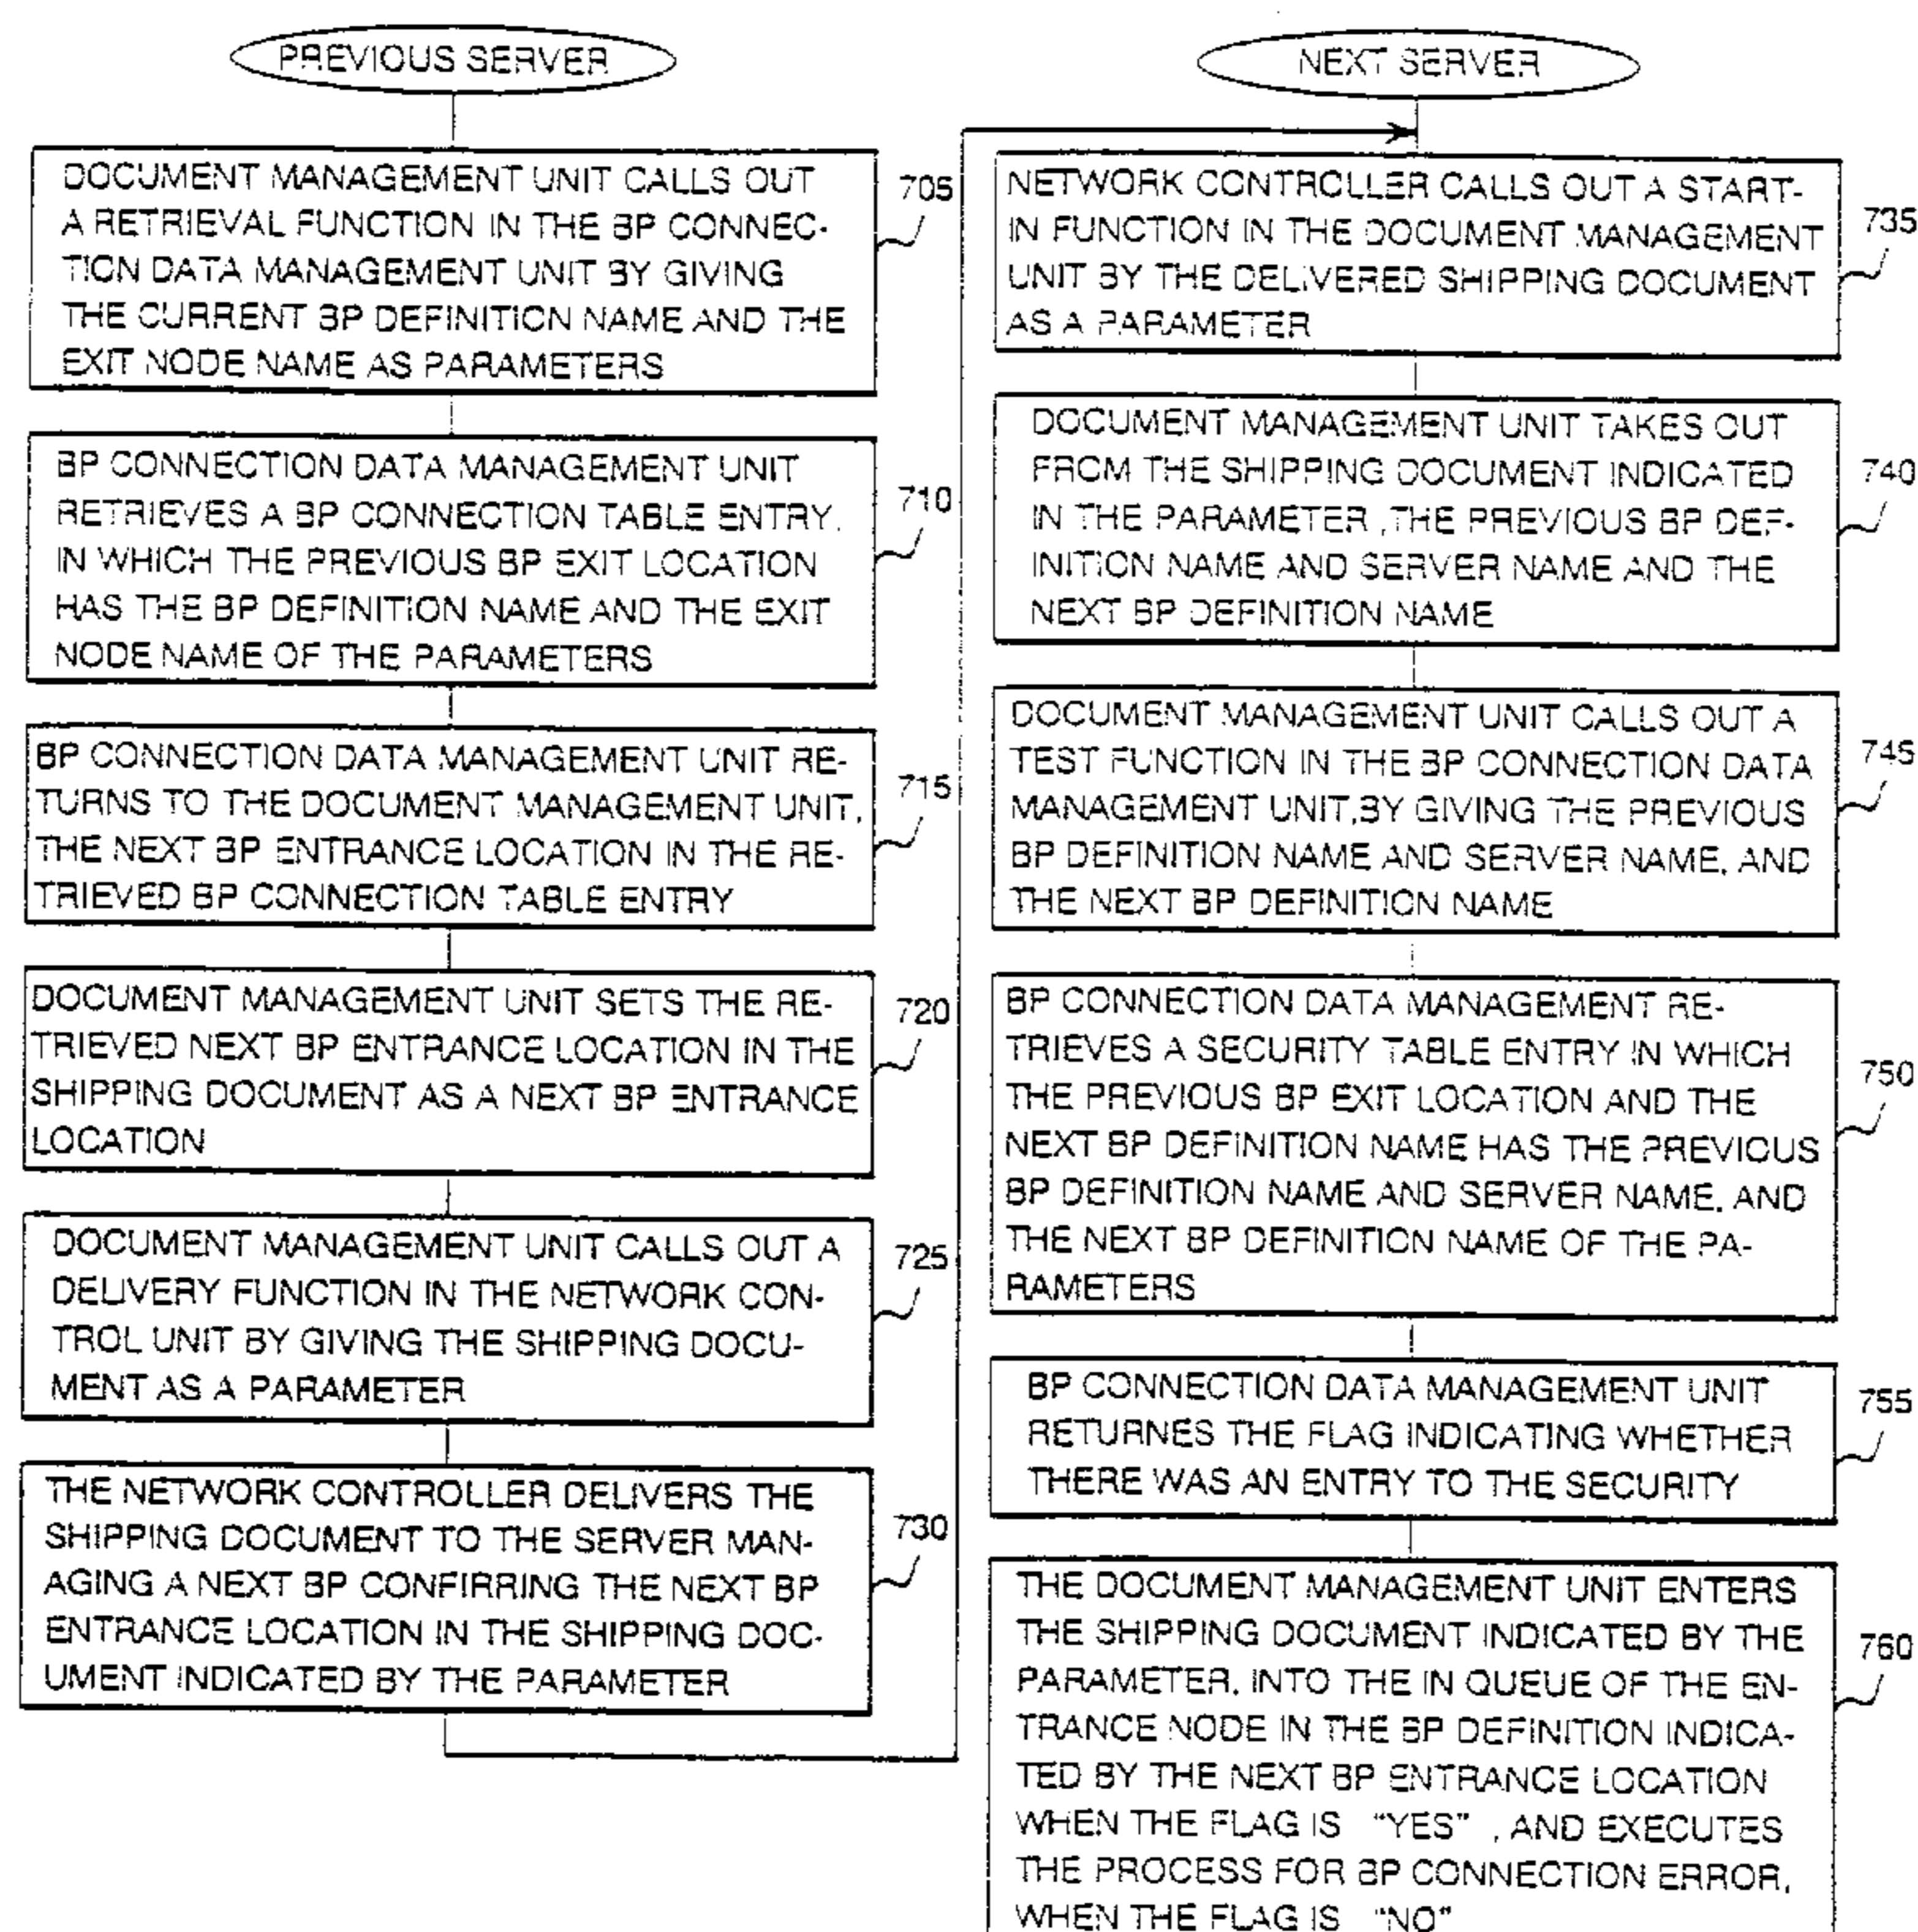 PREVIOUS SERVER
DOCUMENT MANAGEMENT UNIT CALLS OUT
A RETRIEVAL FUNCTION IN THE BP CONNEC-
TION DATA MANAGEMENT UNIT BY GIVING
THE CURRENT BP DEFINITION NAME AND THE
EXIT NODE NAME AS PARAMETERS
705
BP CONNECTION DATA MANAGEMENT UNIT
RETRIEVES A BP CONNECTION TABLE ENTRY,
IN WHICH THE PREVIOUS BP EXIT LOCATION
HAS THE BP DEFINITION NAME AND THE EXIT
NODE NAME OF THE PARAMETERS
710
BP CONNECTION DATA MANAGEMENT UNIT RE-
TURNS TO THE DOCUMENT MANAGEMENT UNIT,
THE NEXT BP ENTRANCE LOCATION IN THE RE-
TRIEVED BP CONNECTION TABLE ENTRY
715
DOCUMENT MANAGEMENT UNIT SETS THE RE-
TRIEVED NEXT BP ENTRANCE LOCATION IN THE
SHIPPING DOCUMENT AS A NEXT BP ENTRANCE
LOCATION
720
DOCUMENT MANAGEMENT UNIT CALLS OUT A
DELIVERY FUNCTION IN THE NETWORK CON-
TROL UNIT BY GIVING THE SHIPPING DOCU-
MENT AS A PARAMETER
725
THE NETWORK CONTROLLER DELIVERS THE
SHIPPING DOCUMENT TO THE SERVER MAN-
AGING A NEXT BP CONFIRRING THE NEXT BP
ENTRANCE LOCATION IN THE SHIPPING DOC-
UMENT INDICATED BY THE PARAMETER
730
NEXT SERVER
NETWORK CONTROLLER CALLS OUT A START-
IN FUNCTION IN THE DOCUMENT MANAGEMENT
UNIT BY THE DELIVERED SHIPPING DOCUMENT
AS A PARAMETER
735
DOCUMENT MANAGEMENT UNIT TAKES OUT
FROM THE SHIPPING DOCUMENT INDICATED
IN THE PARAMETER ,THE PREVIOUS BP DEF-
INITION NAME AND SERVER NAME AND THE
NEXT BP DEFINITION NAME
740
DOCUMENT MANAGEMENT UNIT CALLS OUT A
TEST FUNCTION IN THE BP CONNECTION DATA
MANAGEMENT UNIT,BY GIVING THE PREVIOUS
BP DEFINITION NAME AND SERVER NAME, AND
THE NEXT BP DEFINITION NAME
745
BP CONNECTION DATA MANAGEMENT RE-
TRIEVES A SECURITY TABLE ENTRY IN WHICH
THE PREVIOUS BP EXIT LOCATION AND THE
NEXT BP DEFINITION NAME HAS THE PREVIOUS
BP DEFINITION NAME AND SERVER NAME, AND
THE NEXT BP DEFINITION NAME OF THE PA-
RAMETERS
750
BP CONNECTION DATA MANAGEMENT UNIT
RETURNES THE FLAG INDICATING WHETHER
THERE WAS AN ENTRY TO THE SECURITY
755
THE DOCUMENT MANAGEMENT UNIT ENTERS
THE SHIPPING DOCUMENT INDICATED BY THE
PARAMETER, INTO THE IN QUEUE OF THE EN-
TRANCE NODE IN THE BP DEFINITION INDICA-
TED BY THE NEXT BP ENTRANCE LOCATION
WHEN THE FLAG IS "YES" , AND EXECUTES
THE PROCESS FOR BP CONNECTION ERROR,
WHEN THE FLAG IS "NO"
760